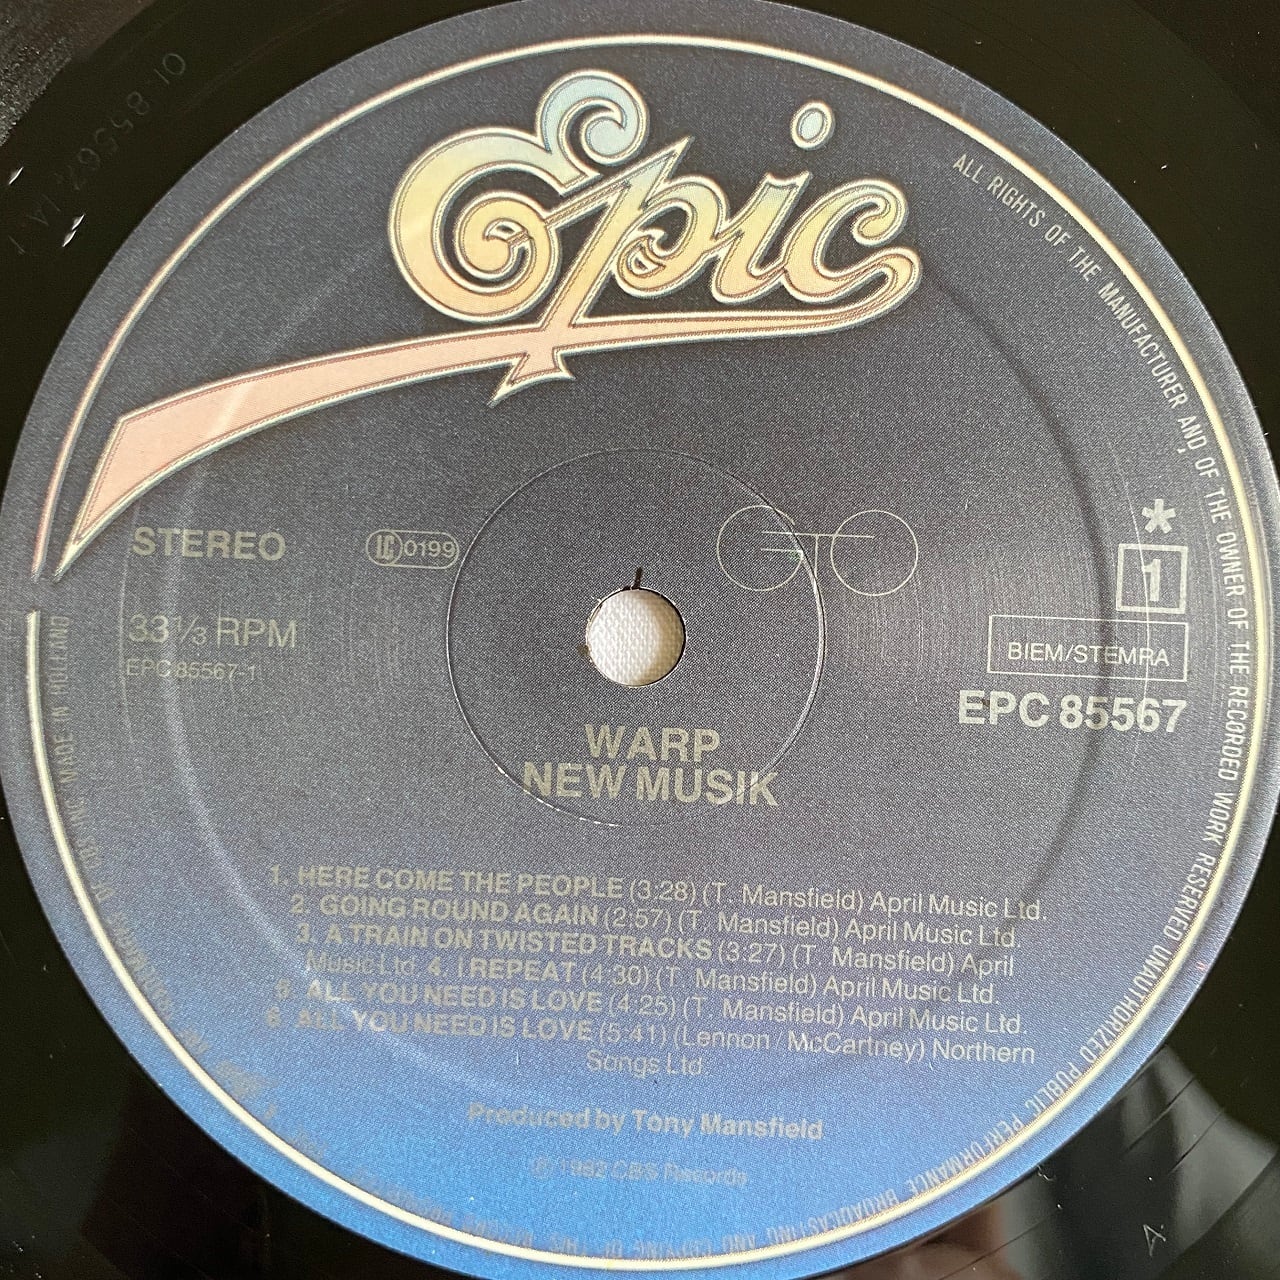 Epic
ALL RIGHTS OF THE MANUFACTURER AND OF THE OWNER OF THE RECORDED WORK RESERVED UNAUTHORIZED PUBLIC PERFORMANCE BROADCASTING AND COPYING OF THIS RECORD
STEREO
LC 0199
GTO
*
1
33⅓ RPM
BIEM/STEMRA
EPC 85567-1
EPC 85567
MADE IN HOLLAND
WARP
NEW MUSIK
1. HERE COME THE PEOPLE (3:28) (T. Mansfield) April Music Ltd.
2. GOING ROUND AGAIN (2:57) (T. Mansfield) April Music Ltd.
3. A TRAIN ON TWISTED TRACKS (3:27) (T. Mansfield) April
Music Ltd. 4. I REPEAT (4:30) (T. Mansfield) April Music Ltd.
5. ALL YOU NEED IS LOVE (4:25) (T. Mansfield) April Music Ltd.
6. ALL YOU NEED IS LOVE (5:41) (Lennon/McCartney) Northern
Songs Ltd.
Produced by Tony Mansfield
℗ 1982 CBS Records
01 85567 1A 1
A